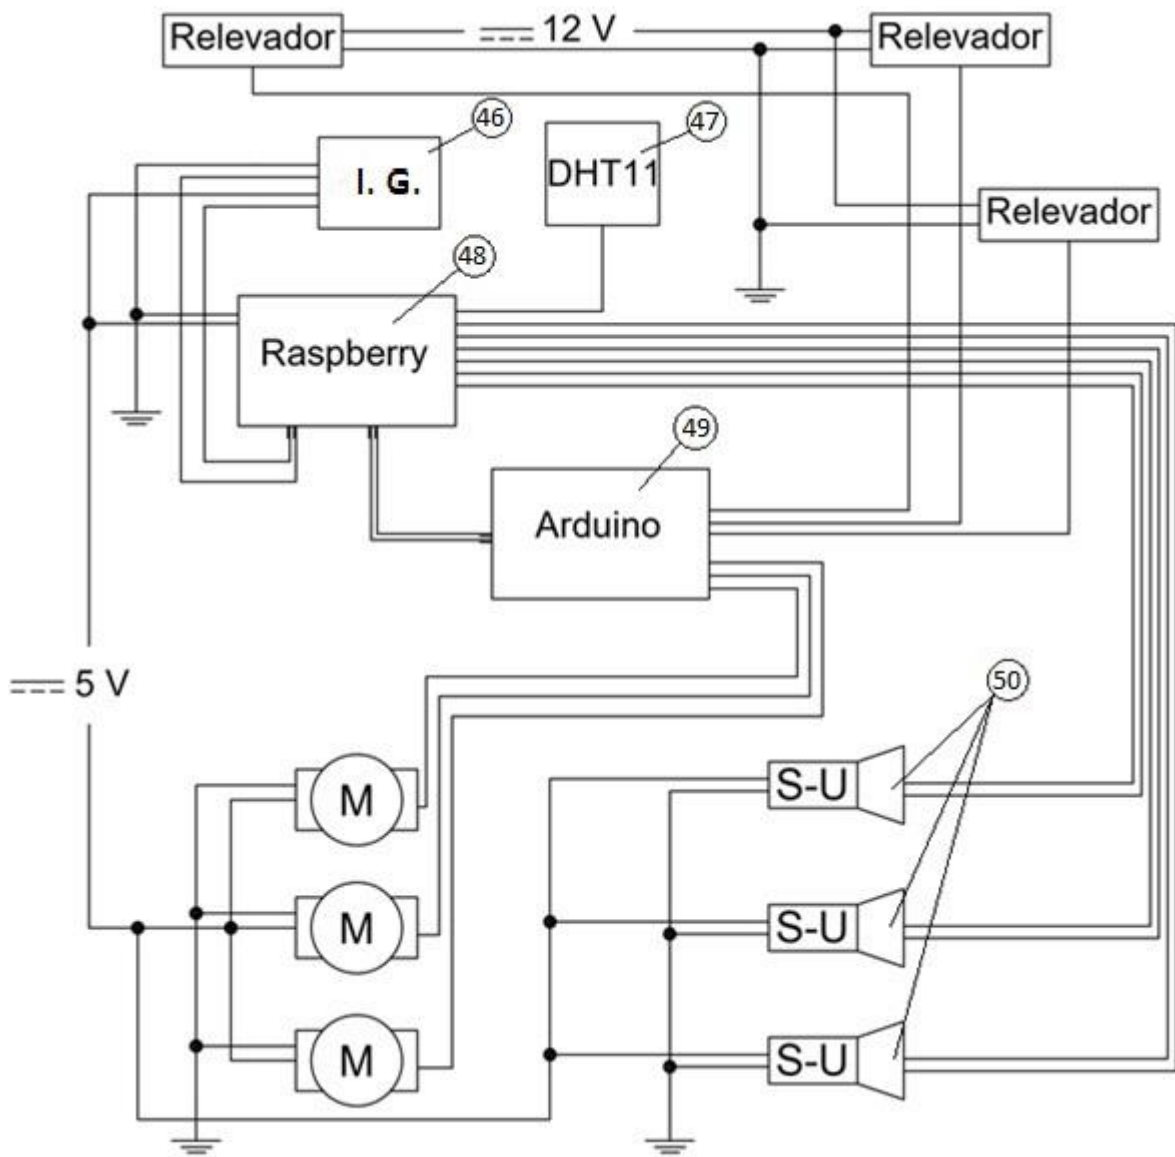 Relevador
12 V
Relevador
46
47
I. G.
DHT11
Relevador
48
Raspberry
49
Arduino
5 V
50
M
S-U
M
S-U
M
S-U